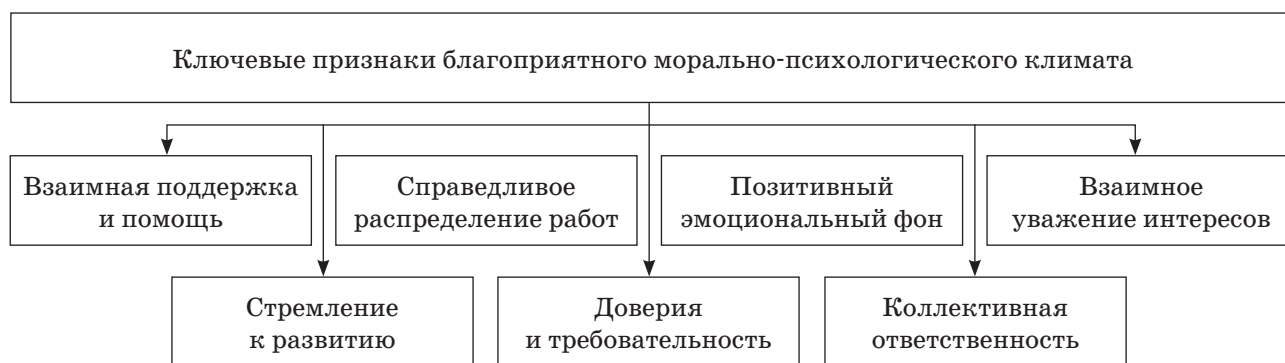 Ключевые признаки благоприятного морально-психологического климата
Взаимная поддержка
и помощь
Справедливое
распределение работ
Позитивный
эмоциональный фон
Взаимное
уважение интересов
Стремление
к развитию
Доверия
и требовательность
Коллективная
ответственность